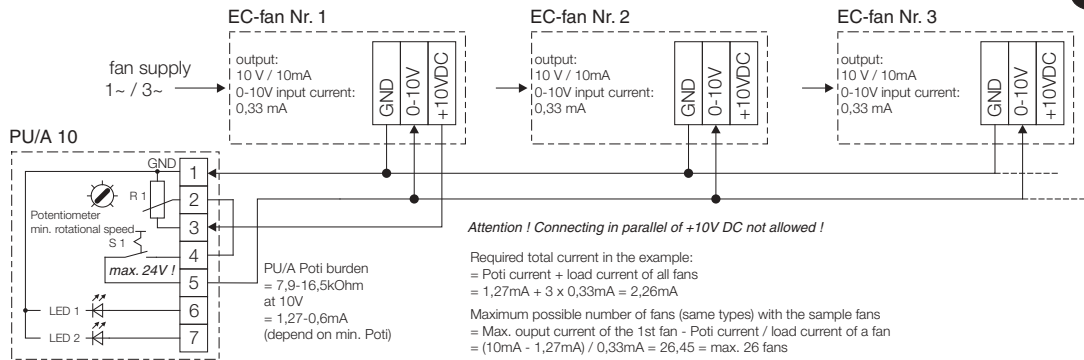 EC-fan Nr. 1
EC-fan Nr. 2
EC-fan Nr. 3
fan supply
1~ / 3~
output:
10 V / 10mA
0-10V input current:
0,33 mA
GND
0-10V
+10VDC
output:
10 V / 10mA
0-10V input current:
0,33 mA
GND
0-10V
+10VDC
output:
10 V / 10mA
0-10V input current:
0,33 mA
GND
0-10V
+10VDC
PU/A 10
GND
1
R 1
2
Potentiometer
min. rotational speed
3
S 1
4
max. 24V !
5
LED 1
6
LED 2
7
PU/A Poti burden
= 7,9-16,5kOhm
at 10V
= 1,27-0,6mA
(depend on min. Poti)
Attention ! Connecting in parallel of +10V DC not allowed !
Required total current in the example:
= Poti current + load current of all fans
= 1,27mA + 3 x 0,33mA = 2,26mA
Maximum possible number of fans (same types) with the sample fans
= Max. ouput current of the 1st fan - Poti current / load current of a fan
= (10mA - 1,27mA) / 0,33mA = 26,45 = max. 26 fans